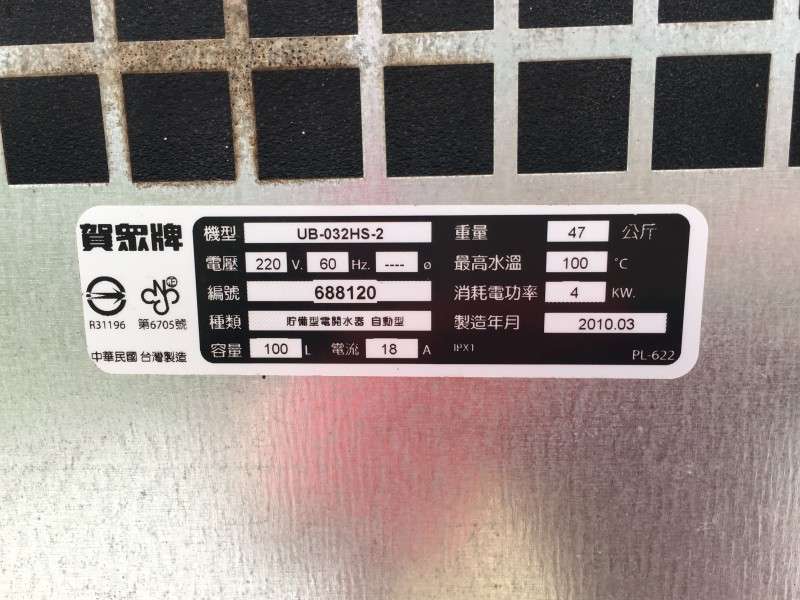 賀眾牌
R31196 第6705號
中華民國 台灣製造
機型 UB-032HS-2
電壓 220 V. 60 Hz. ---- ø
編號 688120
種類 貯備型電開水器 自動型
容量 100 L 電流 18 A
重量 47 公斤
最高水溫 100 °C
消耗電功率 4 KW.
製造年月 2010.03
IPX1 PL-622